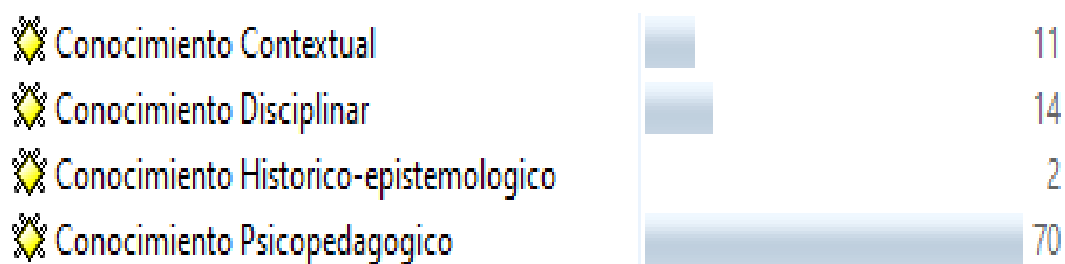 Conocimiento Contextual 11
Conocimiento Disciplinar 14
Conocimiento Historico-epistemologico 2
Conocimiento Psicopedagogico 70